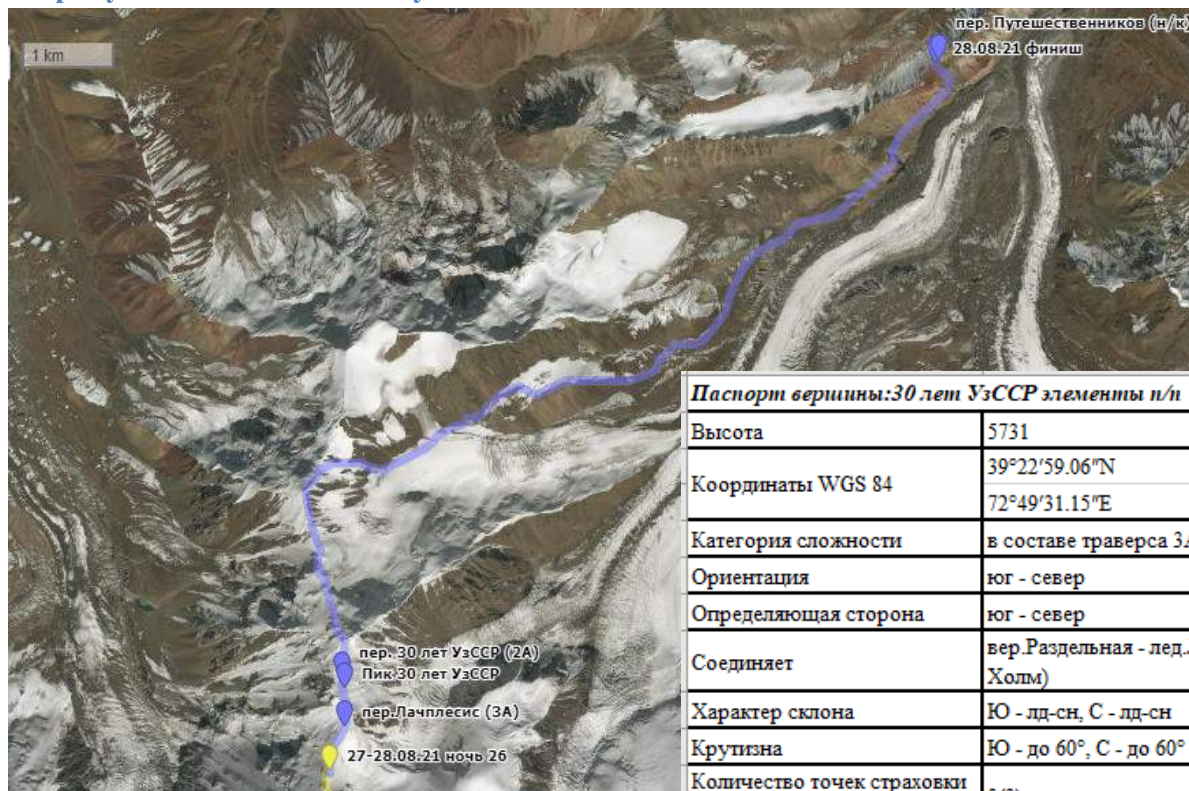 1 km
пер. Путешественников (н/к)
28.08.21 финиш
пер. 30 лет УзССР (2А)
Пик 30 лет УзССР
пер.Лачплесис (3А)
27-28.08.21 ночь 26
Паспорт вершины:30 лет УзССР элементы п/п
Высота 5731
Координаты WGS 84 39°22'59.06"N
72°49'31.15"E
Категория сложности в составе траверса 3А
Ориентация юг - север
Определяющая сторона юг - север
Соединяет вер.Раздельная - лед.
Холм)
Характер склона Ю - лд-сн, С - лд-сн
Крутизна Ю - до 60°, С - до 60°
Количество точек страховки